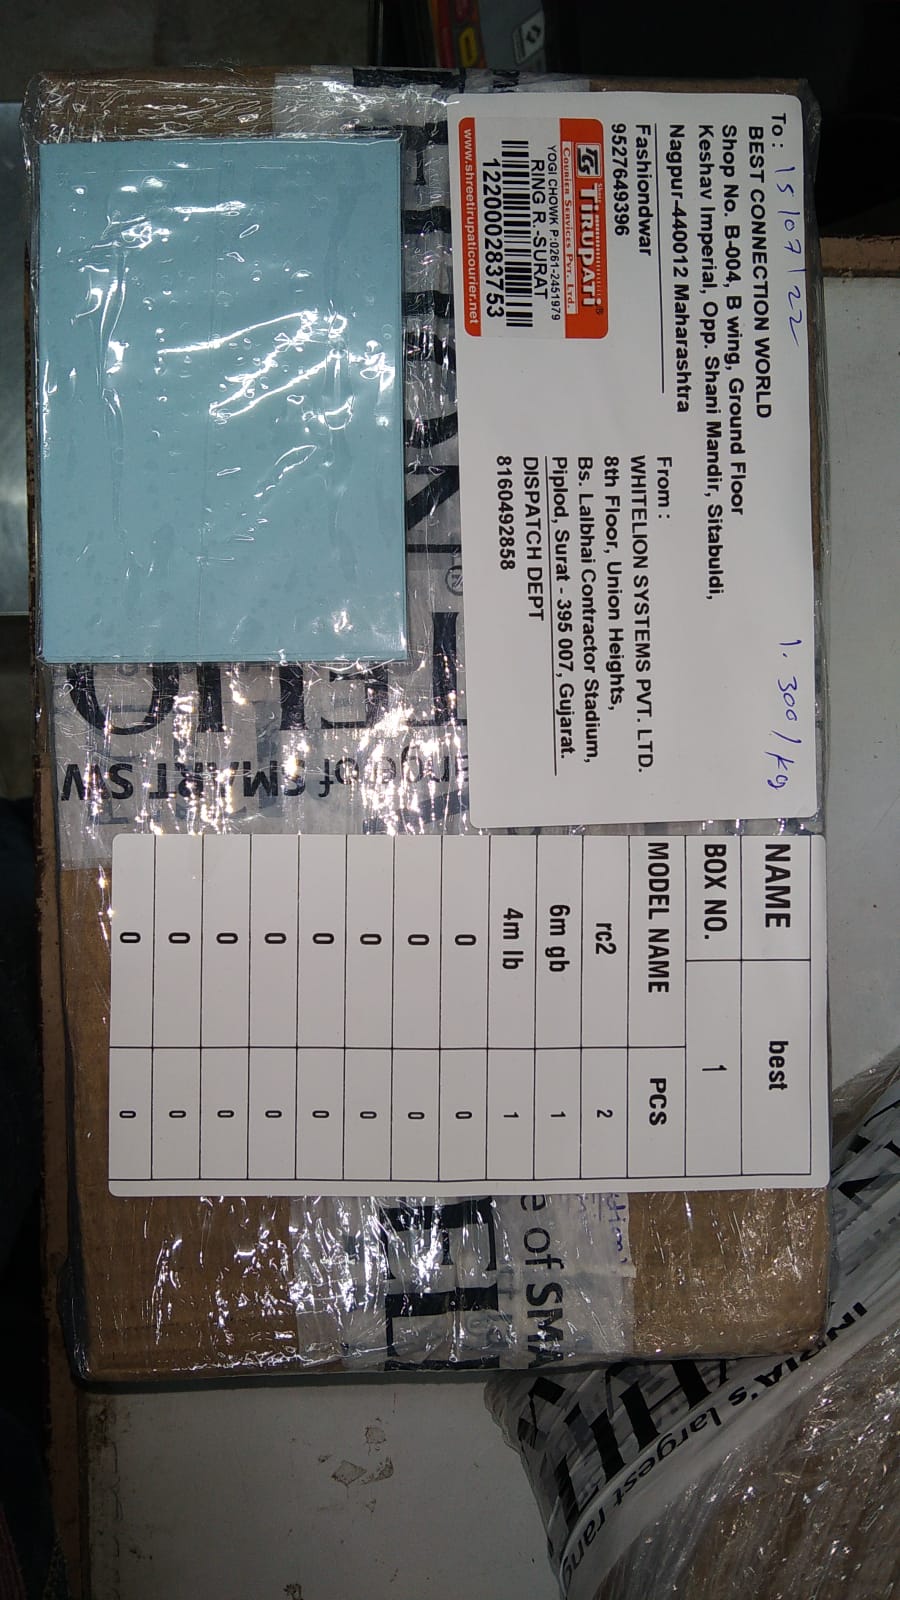 To : 15/07/22
1.300/kg
BEST CONNECTION WORLD
Shop No. B-004, B wing, Ground Floor
Keshav Imperial, Opp. Shani Mandir, Sitabuldi,
Nagpur-440012 Maharashtra
Fashiondwar
9527649396
From :
WHITELION SYSTEMS PVT. LTD.
8th Floor, Union Heights,
Bs. Lalbhai Contractor Stadium,
Piplod, Surat - 395 007, Gujarat.
DISPATCH DEPT
8160492858
TIRUPATI®
Courier Services Pvt. Ltd.
YOGI CHOWK P:0261-2451979
RING R. SURAT
122000283753
www.shreetirupaticourier.net
NAME best
BOX NO. 1
MODEL NAME PCS
rc2 2
6m gb 1
4m lb 1
0 0
0 0
0 0
0 0
0 0
0 0
0 0
0 0
e of SMA
INDIA's largest rang